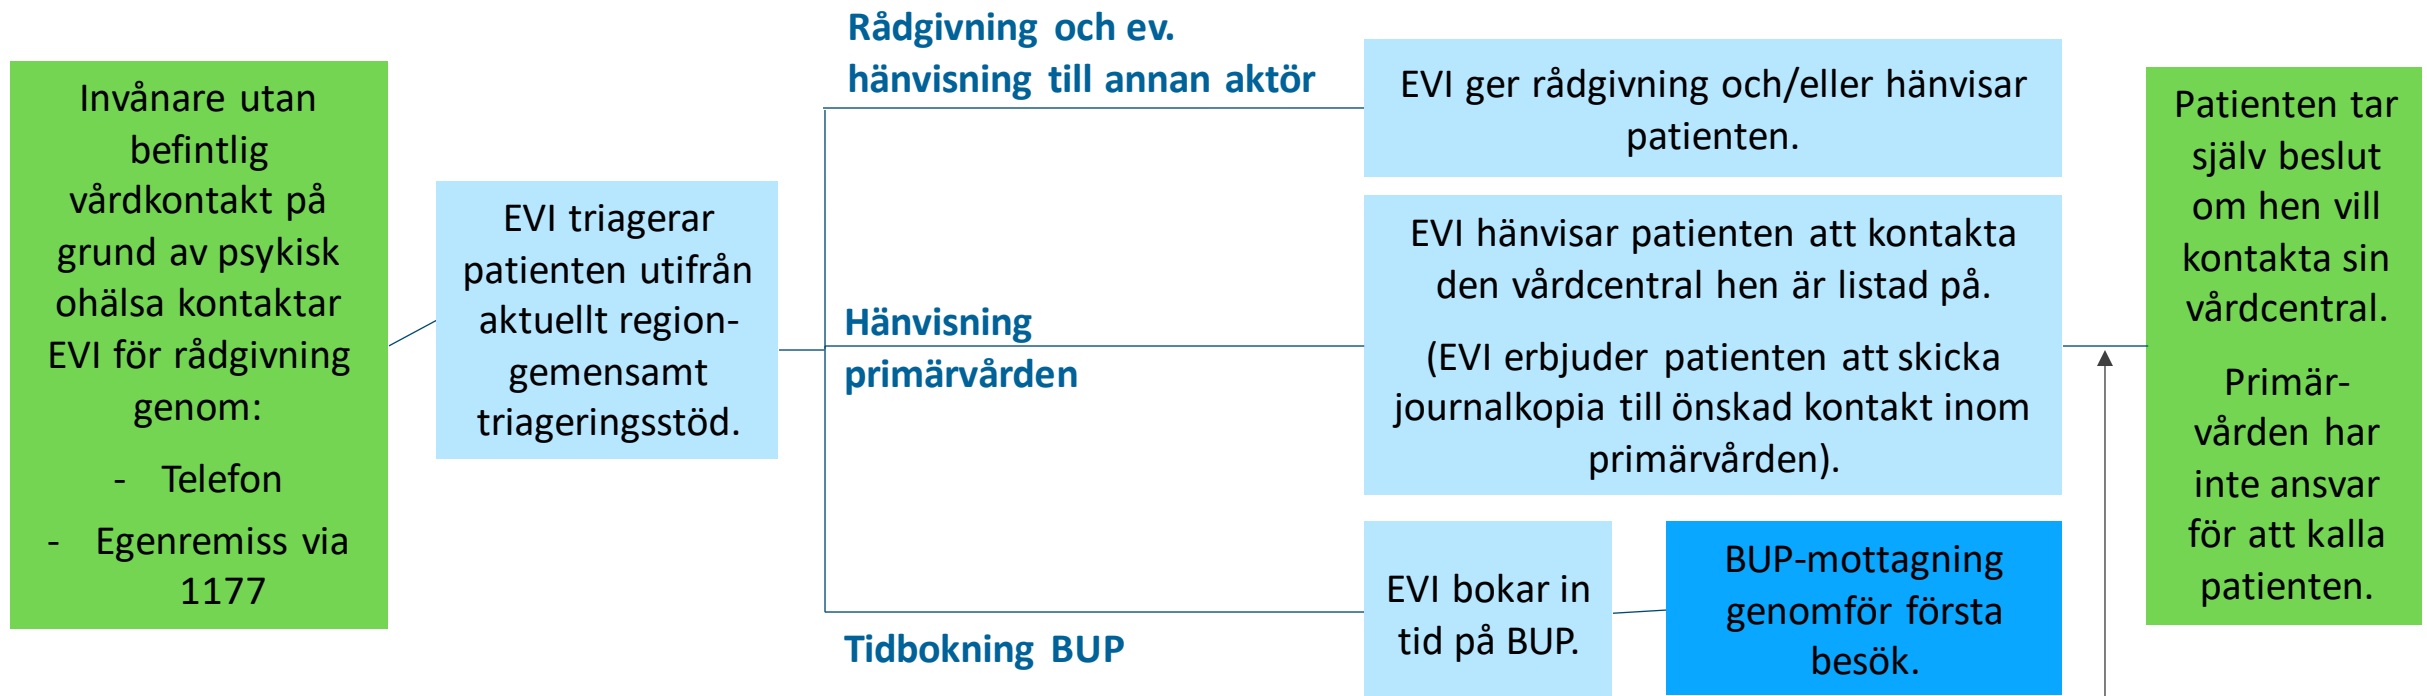 Invånare utan
befintlig
vårdkontakt på
grund av psykisk
ohälsa kontaktar
EVI för rådgivning
genom:
- Telefon
- Egenremiss via
1177
EVI triagerar
patienten utifrån
aktuellt region-
gemensamt
triageringsstöd.
Rådgivning och ev.
hänvisning till annan aktör
EVI ger rådgivning och/eller hänvisar
patienten.
Hänvisning
primärvården
EVI hänvisar patienten att kontakta
den vårdcentral hen är listad på.
(EVI erbjuder patienten att skicka
journalkopia till önskad kontakt inom
primärvården).
Tidbokning BUP
EVI bokar in
tid på BUP.
BUP-mottagning
genomför första
besök.
Patienten tar
själv beslut
om hen vill
kontakta sin
vårdcentral.
Primär-
vården har
inte ansvar
för att kalla
patienten.